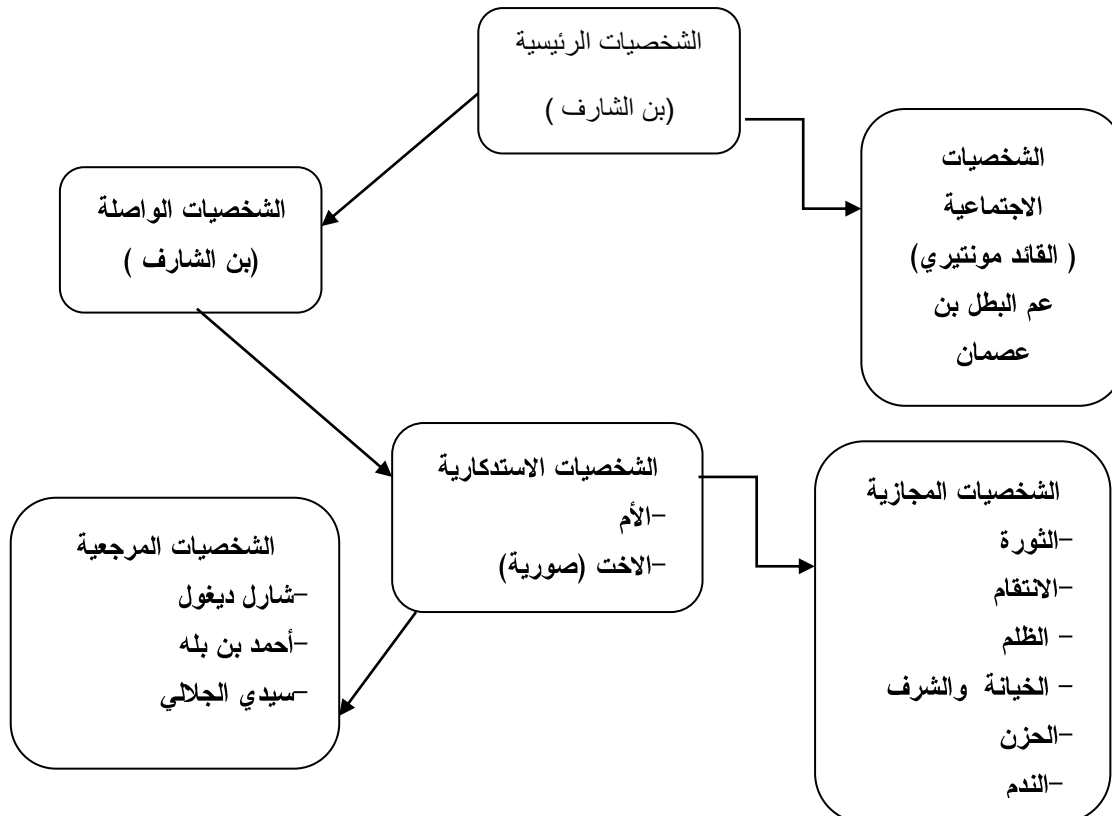 الشخصيات الرئيسية
(بن الشارف )
الشخصيات
الاجتماعية
( القائد مونتيري)
عم البطل بن
عصمان
الشخصيات الواصلة
(بن الشارف )
الشخصيات الاستدكارية
-الأم
-الاخت (صورية)
الشخصيات المجازية
-الثورة
-الانتقام
- الظلم
- الخيانة والشرف
-الحزن
-الندم
الشخصيات المرجعية
-شارل ديغول
-أحمد بن بله
-سيدي الجلالي